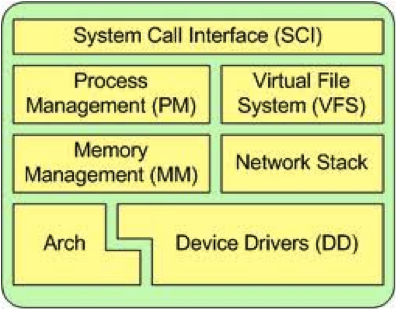 System Call Interface (SCI)
Process
Management (PM)
Virtual File
System (VFS)
Memory
Management (MM)
Network Stack
Arch
Device Drivers (DD)